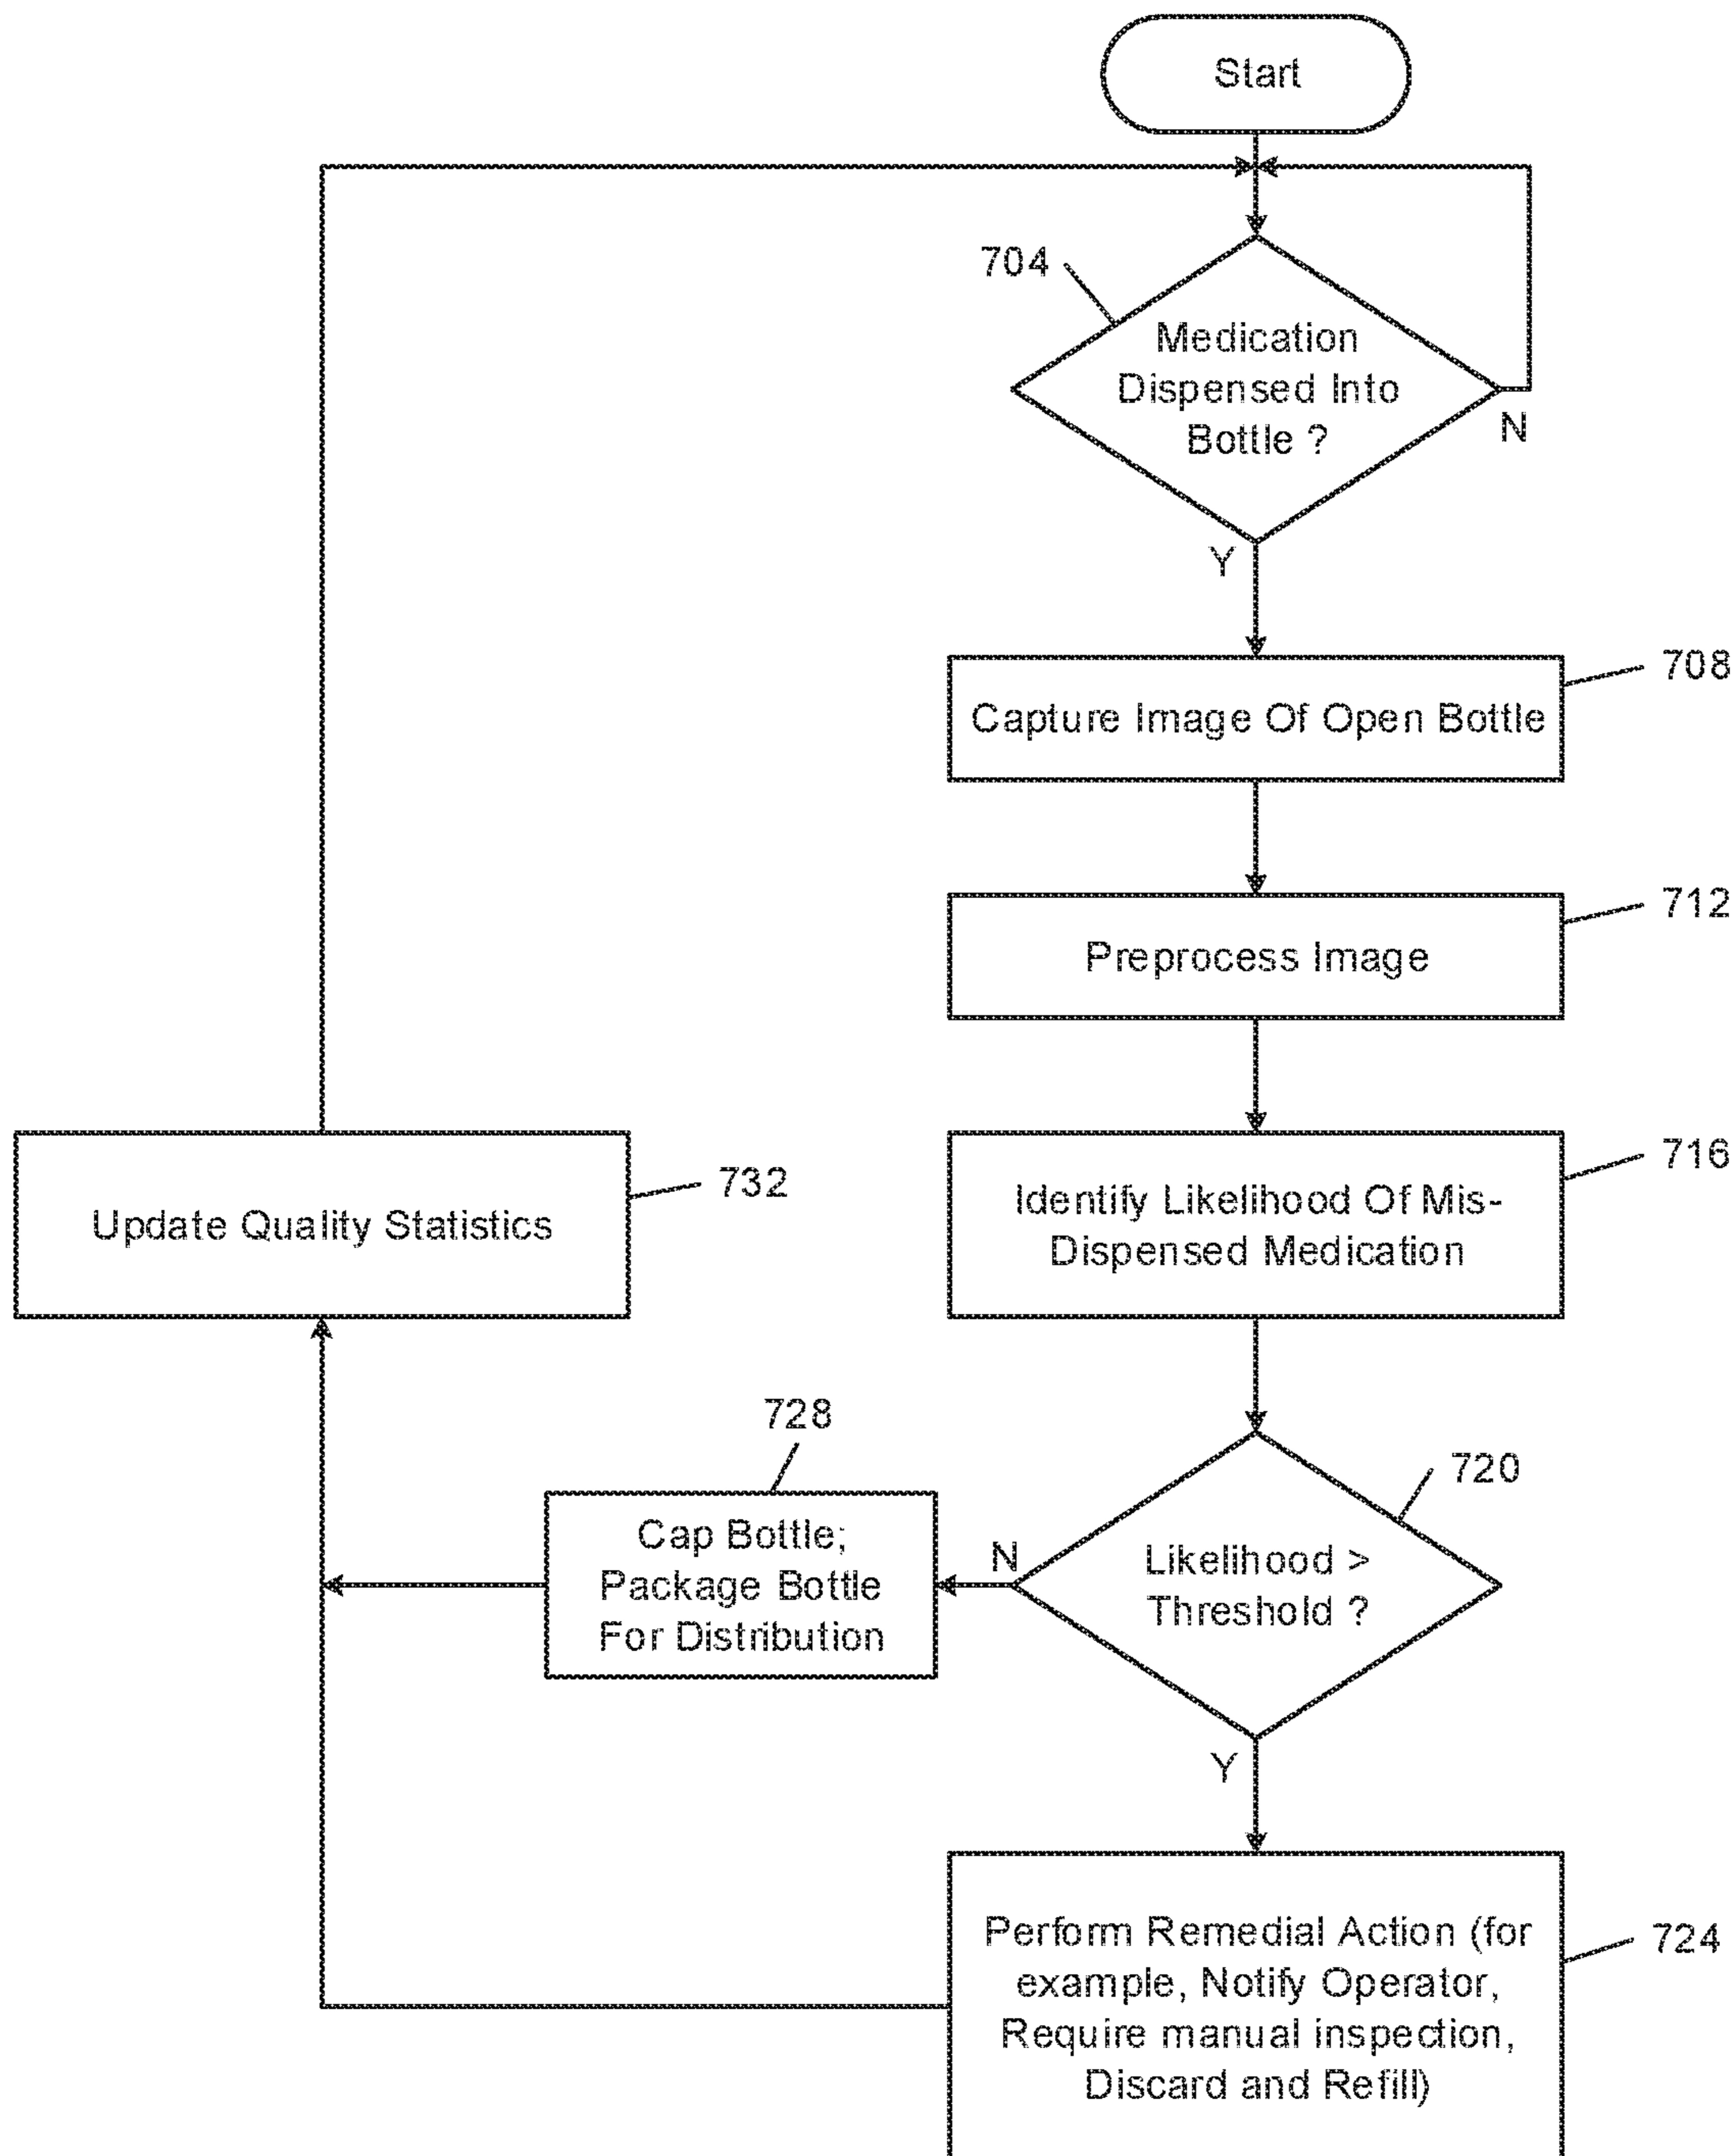 Start
704
Medication
Dispensed Into
Bottle ?
N
Y
708
Capture Image Of Open Bottle
712
Preprocess Image
716
Identify Likelihood Of Mis-
Dispensed Medication
732
Update Quality Statistics
728
Cap Bottle;
Package Bottle
For Distribution
N
720
Likelihood >
Threshold ?
Y
724
Perform Remedial Action (for
example, Notify Operator,
Require manual inspection,
Discard and Refill)